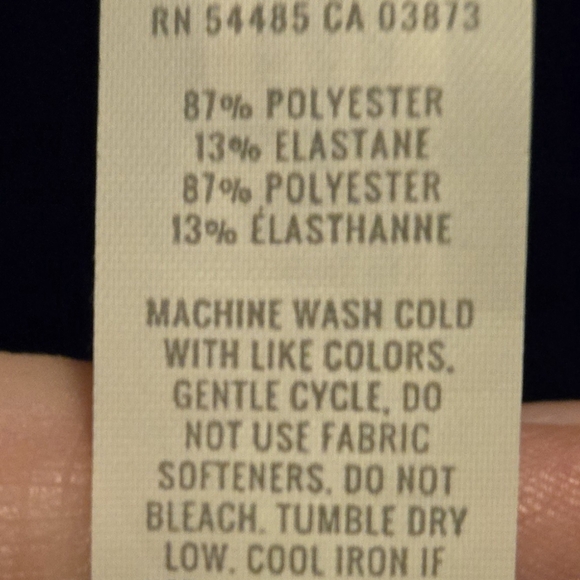 RN 54485 CA 03873
87% POLYESTER
13% ELASTANE
87% POLYESTER
13% ÉLASTHANNE
MACHINE WASH COLD
WITH LIKE COLORS.
GENTLE CYCLE, DO
NOT USE FABRIC
SOFTENERS. DO NOT
BLEACH. TUMBLE DRY
LOW. COOL IRON IF